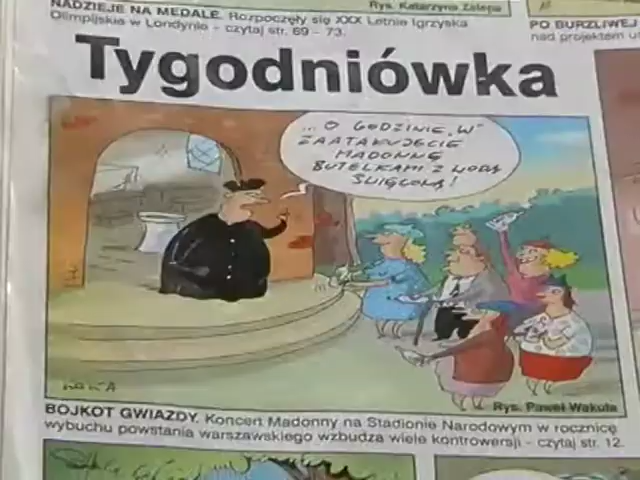 NADZIEJE NA MEDALE. Rozpoczęły się XXX Letnie Igrzyska
Olimpijskie w Londynie - czytaj str. 69 - 73.
Rys. Katarzyna Zalepa
PO BURZLIWEJ
nad projektem
Tygodniówka
... O GODZINIE „W"
ZAATAKUJECIE
MADONNĘ
BUTELKAMI Z WODĄ
ŚWIĘCONĄ!
Rys. Paweł Wakuła
BOJKOT GWIAZDY. Koncert Madonny na Stadionie Narodowym w rocznicę
wybuchu powstania warszawskiego wzbudza wiele kontrowersji - czytaj str. 12.